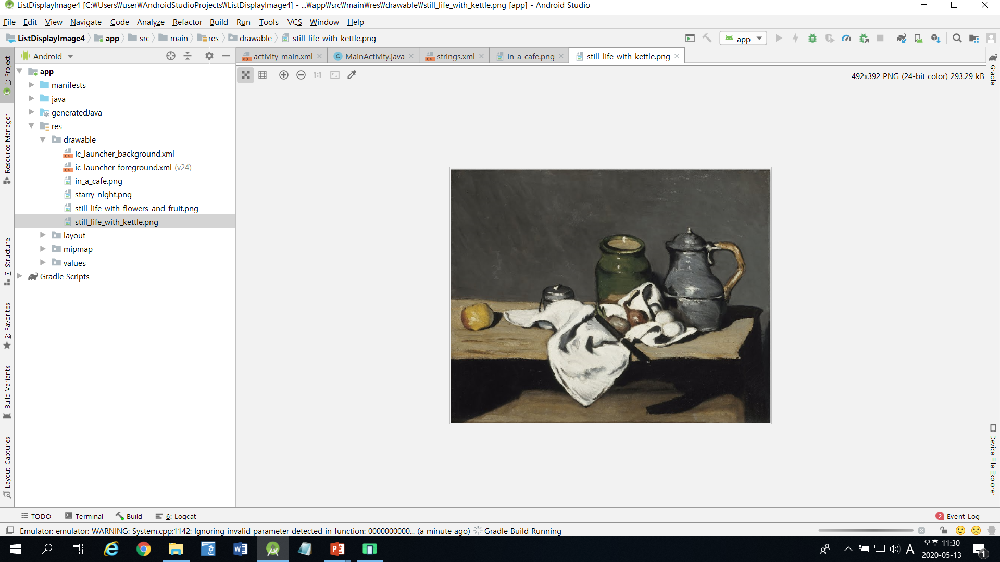 ListDisplayImage4 [C:₩Users₩user₩AndroidStudioProjects₩ListDisplayImage4] - ...₩app₩src₩main₩res₩drawable₩still_life_with_kettle.png [app] - Android Studio
File Edit View Navigate Code Analyze Refactor Build Run Tools VCS Window Help
ListDisplayImage4 app src main res drawable still_life_with_kettle.png app
Android
activity_main.xml MainActivity.java strings.xml in_a_cafe.png still_life_with_kettle.png
1:1
492x392 PNG (24-bit color) 293.29 kB
app
manifests
java
generatedJava
res
drawable
ic_launcher_background.xml
ic_launcher_foreground.xml (v24)
in_a_cafe.png
starry_night.png
still_life_with_flowers_and_fruit.png
still_life_with_kettle.png
layout
mipmap
values
Gradle Scripts
1: Project
Resource Manager
7: Structure
2: Favorites
Build Variants
Layout Captures
Gradle
Device File Explorer
TODO Terminal Build 6: Logcat 2 Event Log
Emulator: emulator: WARNING: System.cpp:1142: Ignoring invalid parameter detected in function: 0000000000... (a minute ago) Gradle Build Running
A 오후 11:30
2020-05-13
1